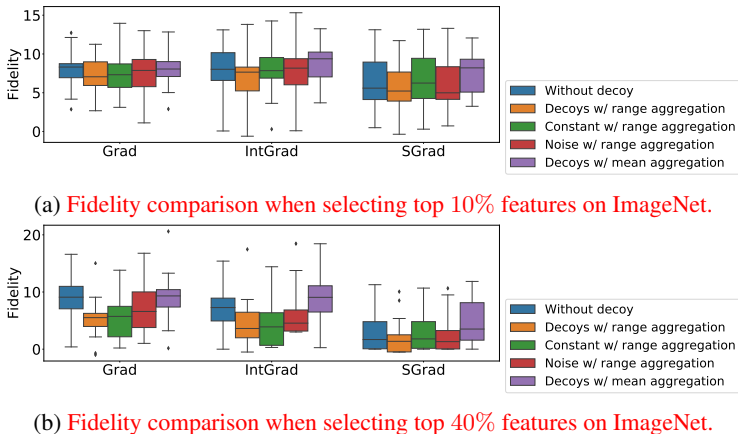 15
10
5
0
Fidelity
Grad
IntGrad
SGrad
Without decoy
Decoys w/ range aggregation
Constant w/ range aggregation
Noise w/ range aggregation
Decoys w/ mean aggregation
(a) Fidelity comparison when selecting top 10% features on ImageNet.
20
10
0
Fidelity
Grad
IntGrad
SGrad
Without decoy
Decoys w/ range aggregation
Constant w/ range aggregation
Noise w/ range aggregation
Decoys w/ mean aggregation
(b) Fidelity comparison when selecting top 40% features on ImageNet.